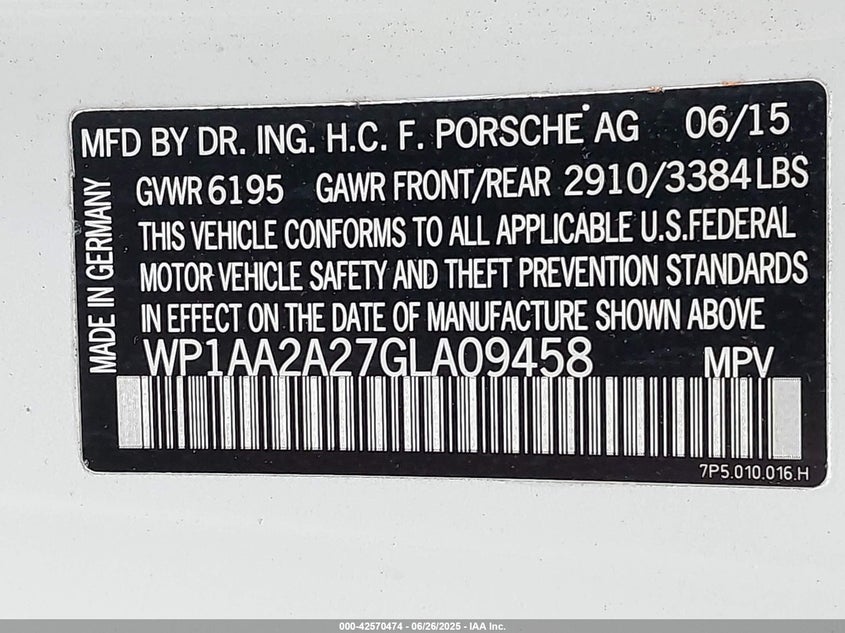 MFD BY DR. ING. H.C. F. PORSCHE AG 06/15
GVWR 6195 GAWR FRONT/REAR 2910/3384 LBS
THIS VEHICLE CONFORMS TO ALL APPLICABLE U.S. FEDERAL
MOTOR VEHICLE SAFETY AND THEFT PREVENTION STANDARDS
IN EFFECT ON THE DATE OF MANUFACTURE SHOWN ABOVE
WP1AA2A27GLA09458 MPV
MADE IN GERMANY
7P5.010.016.H
000-42570474 - 06/26/2025 - IAA Inc.